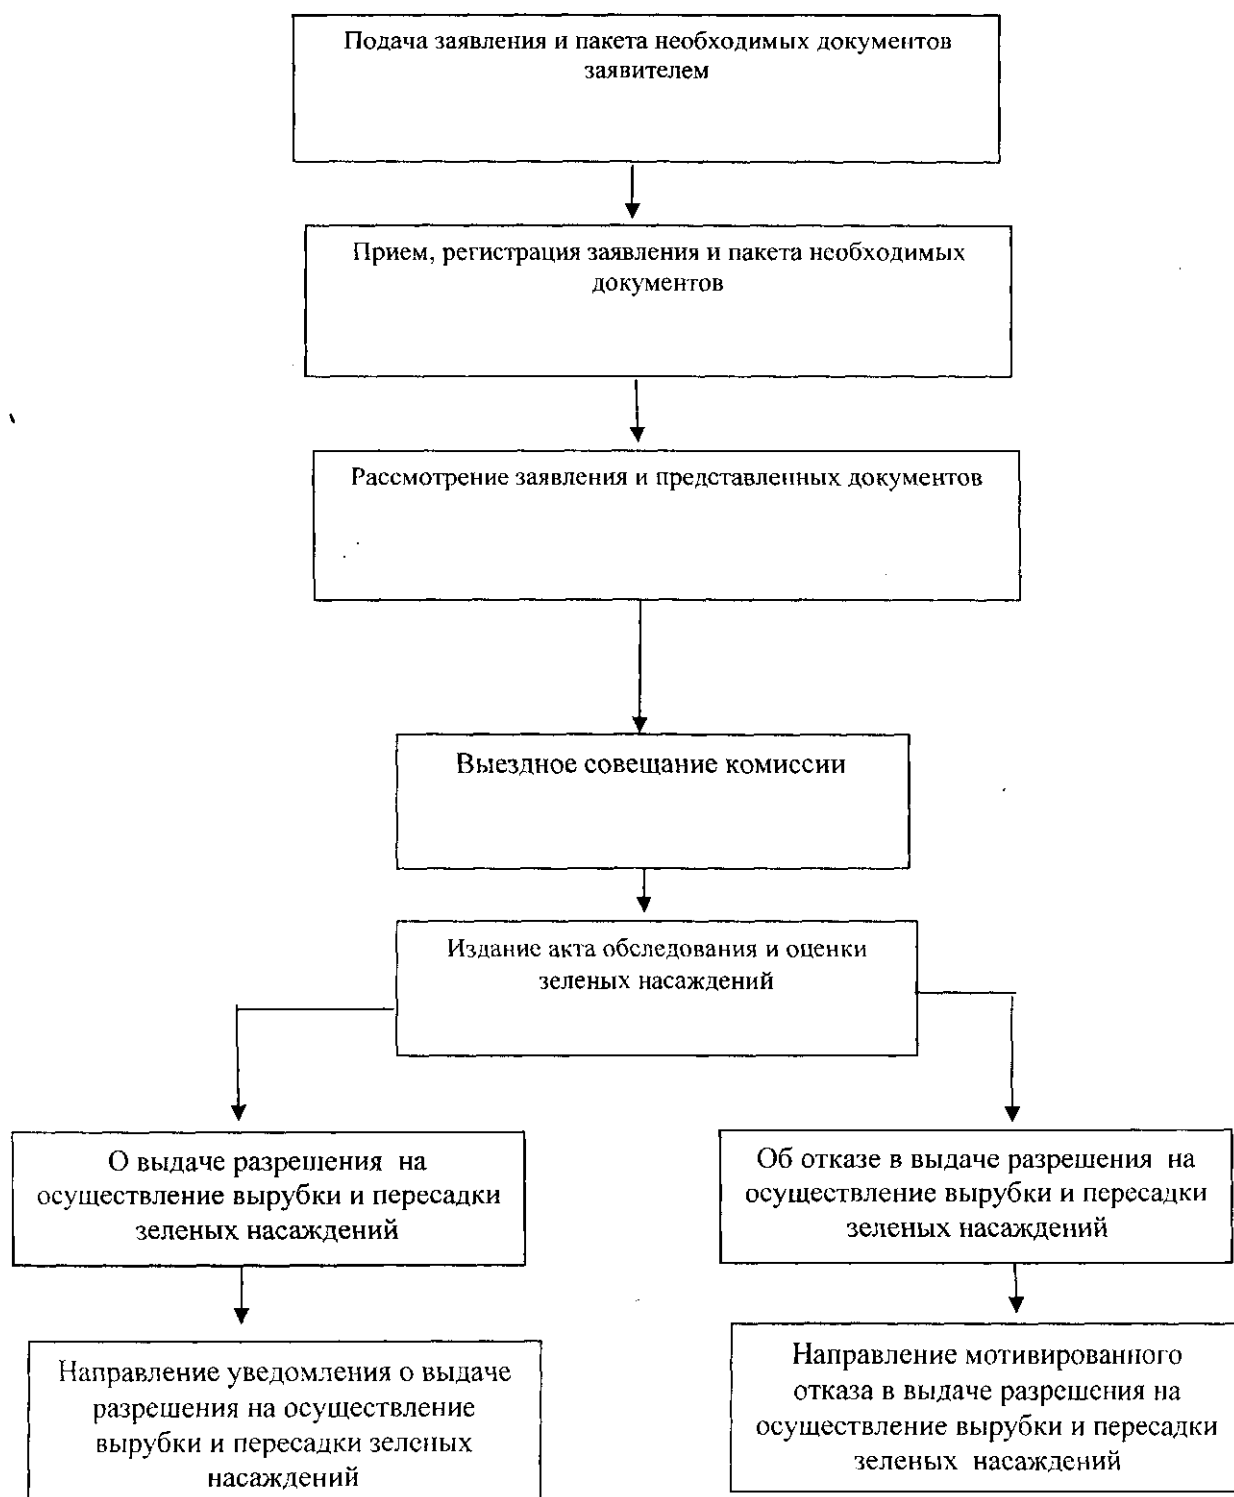 Подача заявления и пакета необходимых документов
заявителем
Прием, регистрация заявления и пакета необходимых
документов
Рассмотрение заявления и представленных документов
Выездное совещание комиссии
Издание акта обследования и оценки
зеленых насаждений
О выдаче разрешения на
осуществление вырубки и пересадки
зеленых насаждений
Об отказе в выдаче разрешения на
осуществление вырубки и пересадки
зеленых насаждений
Направление уведомления о выдаче
разрешения на осуществление
вырубки и пересадки зеленых
насаждений
Направление мотивированного
отказа в выдаче разрешения на
осуществление вырубки и пересадки
зеленых насаждений